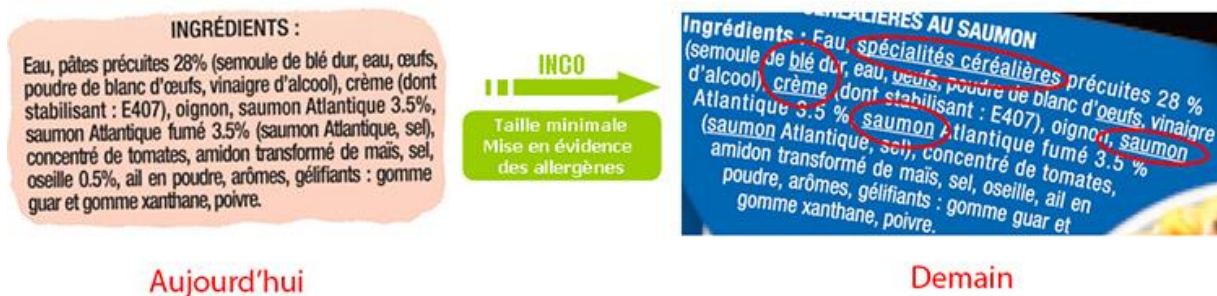 INGRÉDIENTS :
Eau, pâtes précuites 28% (semoule de blé dur, eau, œufs,
poudre de blanc d'œufs, vinaigre d'alcool), crème (dont
stabilisant : E407), oignon, saumon Atlantique 3.5%,
saumon Atlantique fumé 3.5% (saumon Atlantique, sel),
concentré de tomates, amidon transformé de maïs, sel,
oseille 0.5%, ail en poudre, arômes, gélifiants : gomme
guar et gomme xanthane, poivre.
Aujourd'hui
INCO
Taille minimale
Mise en évidence
des allergènes
CÉRÉALIÈRES AU SAUMON
Ingrédients : Eau, spécialités céréalières précuites 28 %
(semoule de blé dur, eau, oeufs, poudre de blanc d'oeufs, vinaigre
d'alcool), crème (dont stabilisant : E407), oignon, saumon
Atlantique 3.5 % saumon Atlantique fumé 3.5 %
(saumon Atlantique, sel), concentré de tomates,
amidon transformé de maïs, sel, oseille, ail en
poudre, arômes, gélifiants : gomme guar et
gomme xanthane, poivre.
Demain